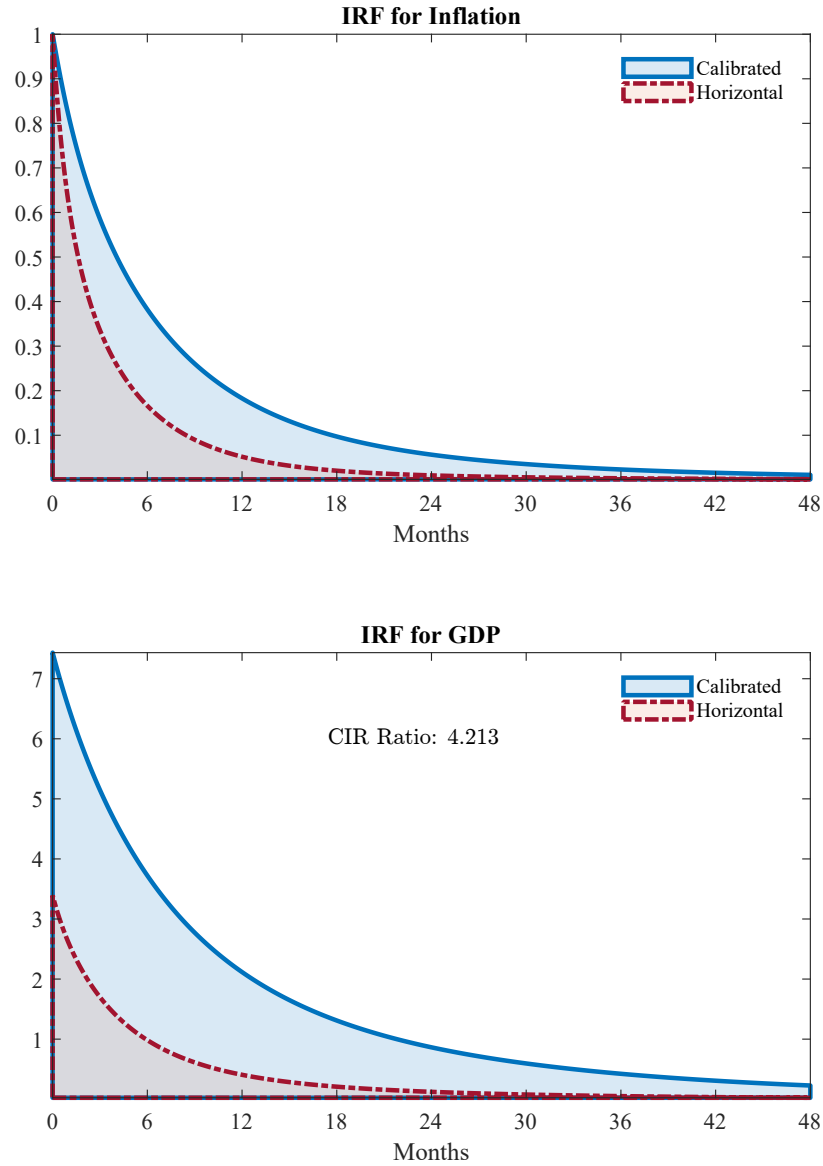 IRF for Inflation
1
0.9
0.8
0.7
0.6
0.5
0.4
0.3
0.2
0.1
Calibrated
Horizontal
0 6 12 18 24 30 36 42 48
Months
IRF for GDP
7
6
5
4
3
2
1
Calibrated
Horizontal
CIR Ratio: 4.213
0 6 12 18 24 30 36 42 48
Months